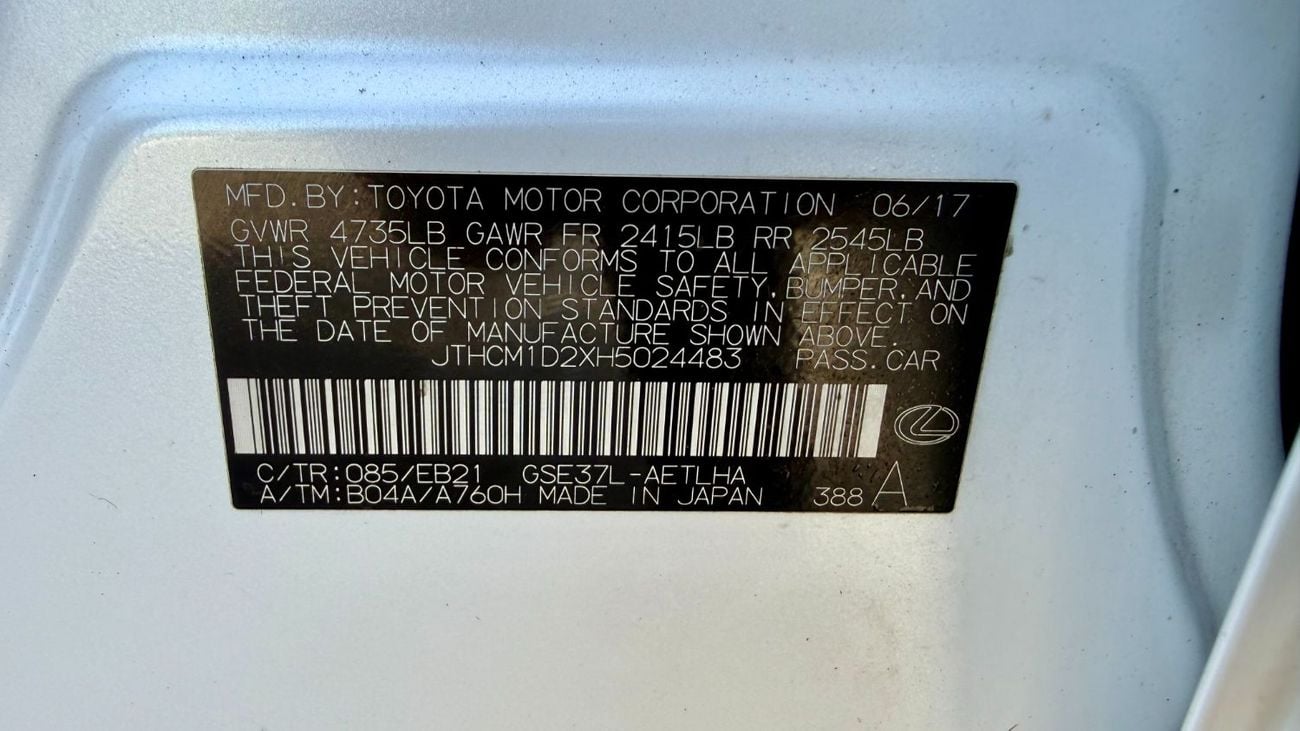 MFD. BY: TOYOTA MOTOR CORPORATION 06/17
GVWR 4735LB GAWR FR 2415LB RR 2545LB
THIS VEHICLE CONFORMS TO ALL APPLICABLE
FEDERAL MOTOR VEHICLE SAFETY, BUMPER, AND
THEFT PREVENTION STANDARDS IN EFFECT ON
THE DATE OF MANUFACTURE SHOWN ABOVE.
JTHCM1D2XH5024483 PASS. CAR
C/TR: 085/EB21 GSE37L-AETLHA
A/TM: B04A/A760H MADE IN JAPAN 388 A